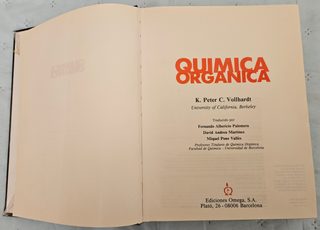 QUIMICA
ORGANICA
K. Peter C. Vollhardt
University of California, Berkeley
Traducido por
Fernando Albericio Palomera
David Andreu Martínez
Miquel Pons Vallès
Profesores Titulares de Química Orgánica
Facultad de Química – Universidad de Barcelona
Ediciones Omega, S.A.
Plató, 26 - 08006 Barcelona